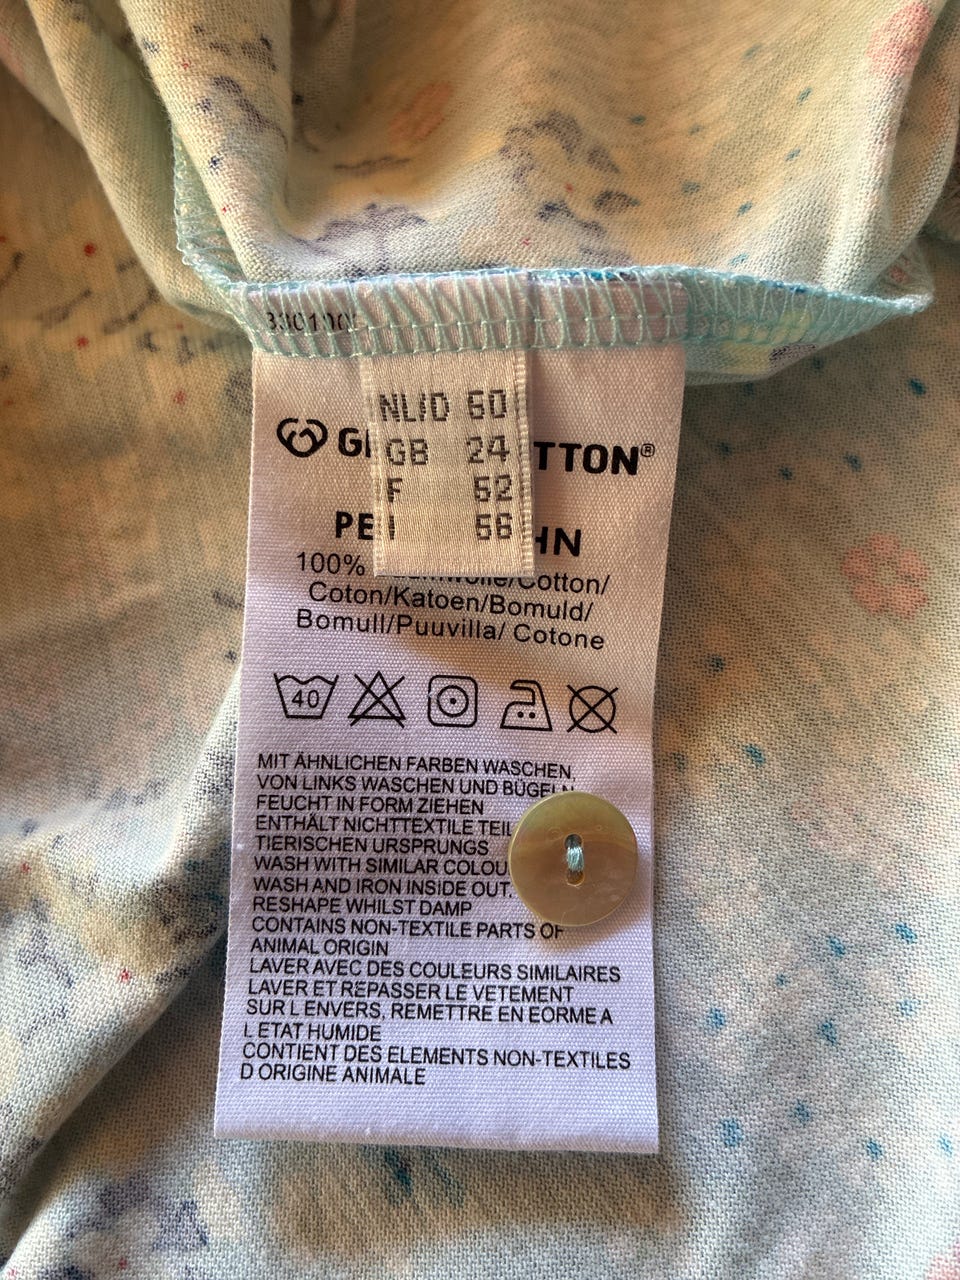 NL/D 50
GB 24
F 52
I 56
TTON®
PE HN
100% /Cotton/
Coton/Katoen/Bomuld/
Bomull/Puuvilla/ Cotone
40
MIT ÄHNLICHEN FARBEN WASCHEN,
VON LINKS WASCHEN UND BÜGELN
FEUCHT IN FORM ZIEHEN
ENTHÄLT NICHTTEXTILE TEIL
TIERISCHEN URSPRUNGS
WASH WITH SIMILAR COLOU
WASH AND IRON INSIDE OUT.
RESHAPE WHILST DAMP
CONTAINS NON-TEXTILE PARTS OF
ANIMAL ORIGIN
LAVER AVEC DES COULEURS SIMILAIRES
LAVER ET REPASSER LE VETEMENT
SUR L ENVERS, REMETTRE EN EORME A
L ETAT HUMIDE
CONTIENT DES ELEMENTS NON-TEXTILES
D ORIGINE ANIMALE